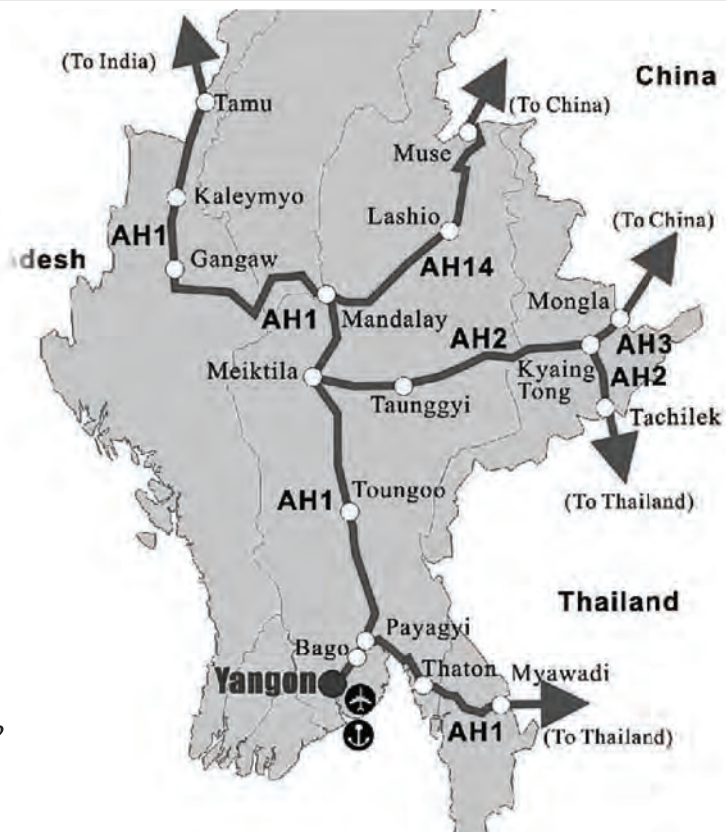 (To India)
China
Tamu
(To China)
Muse
Kaleymyo
Lashio
(To China)
AH1
desh
Gangaw
AH14
Mongla
AH1
Mandalay
AH2
AH3
Meiktila
Kyaing
Tong
AH2
Taunggyi
Tachilek
AH1
Toungoo
(To Thailand)
Thailand
Payagyi
Bago
Thaton
Myawadi
Yangon
AH1
(To Thailand)